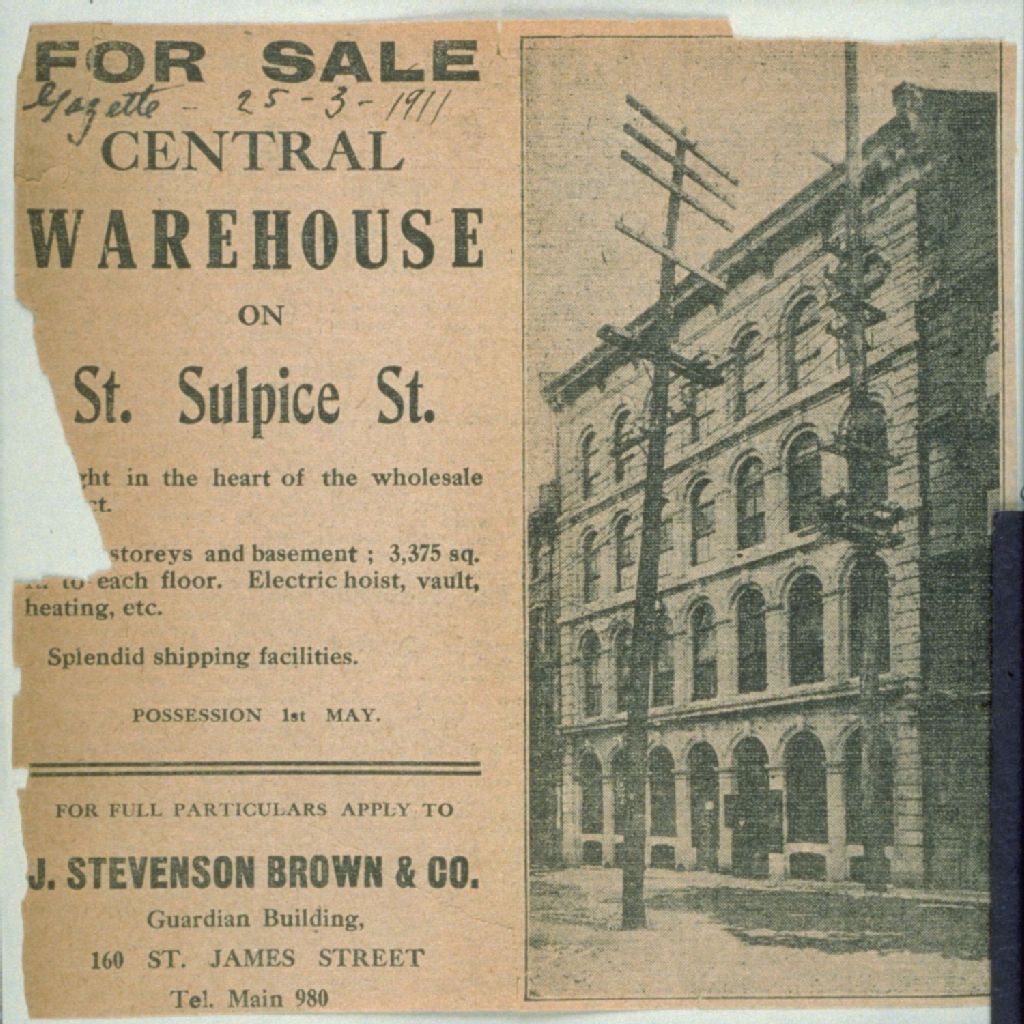 FOR SALE
Gazette - 25-3-1911
CENTRAL
WAREHOUSE
ON
St. Sulpice St.
ght in the heart of the wholesale
ct.
storeys and basement ; 3,375 sq.
to each floor. Electric hoist, vault,
heating, etc.
Splendid shipping facilities.
POSSESSION 1st MAY.
FOR FULL PARTICULARS APPLY TO
J. STEVENSON BROWN & CO.
Guardian Building,
160 ST. JAMES STREET
Tel. Main 980